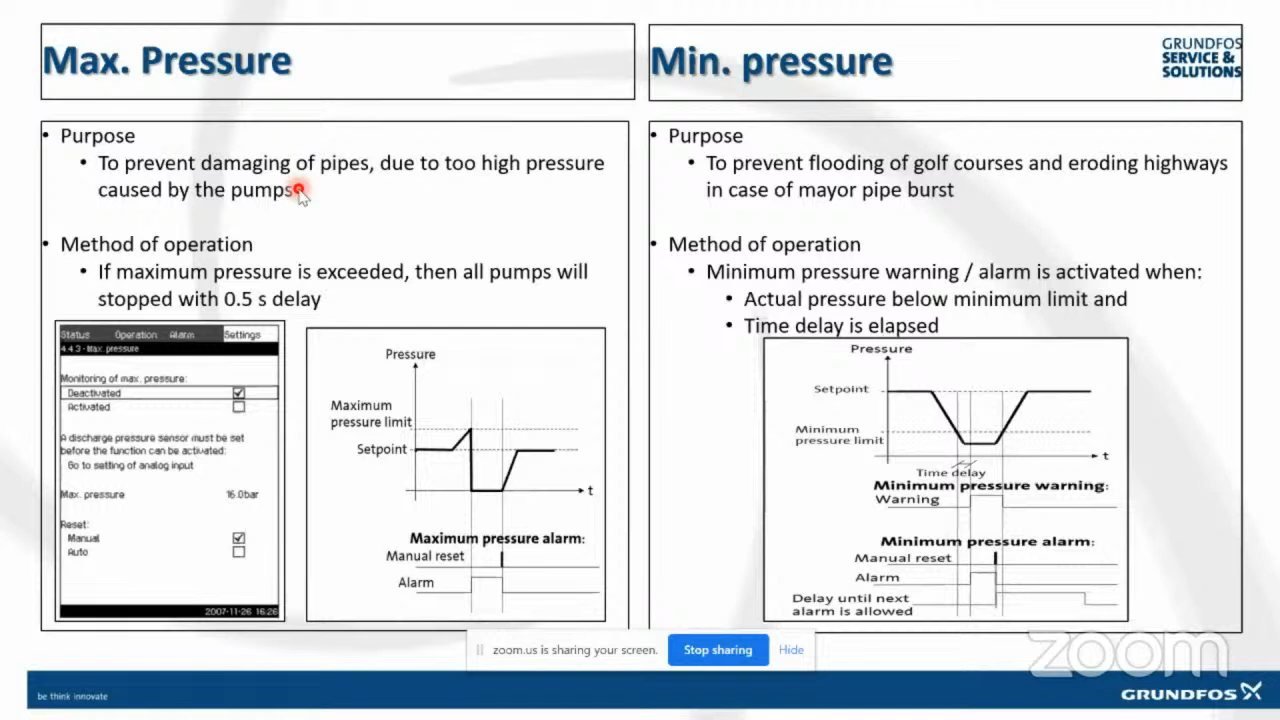 Max. Pressure
Min. pressure
GRUNDFOS
SERVICE &
SOLUTIONS
• Purpose
• To prevent damaging of pipes, due to too high pressure
caused by the pumps
• Method of operation
• If maximum pressure is exceeded, then all pumps will
stopped with 0.5 s delay
Status Operation Alarm Settings
4.4.3 - Max. pressure
Monitoring of max. pressure:
Deactivated
Activated
A discharge pressure sensor must be set
before the function can be activated:
Go to setting of analog input
Max. pressure 16.0bar
Reset:
Manual
Auto
2007-11-26 16:26
Pressure
Maximum
pressure limit
Setpoint
t
Maximum pressure alarm:
Manual reset
Alarm
• Purpose
• To prevent flooding of golf courses and eroding highways
in case of mayor pipe burst
• Method of operation
• Minimum pressure warning / alarm is activated when:
• Actual pressure below minimum limit and
• Time delay is elapsed
Pressure
Setpoint
Minimum
pressure limit
t
Time delay
Minimum pressure warning:
Warning
Minimum pressure alarm:
Manual reset
Alarm
Delay until next
alarm is allowed
zoom.us is sharing your screen. Stop sharing Hide
zoom
be think innovate
GRUNDFOS